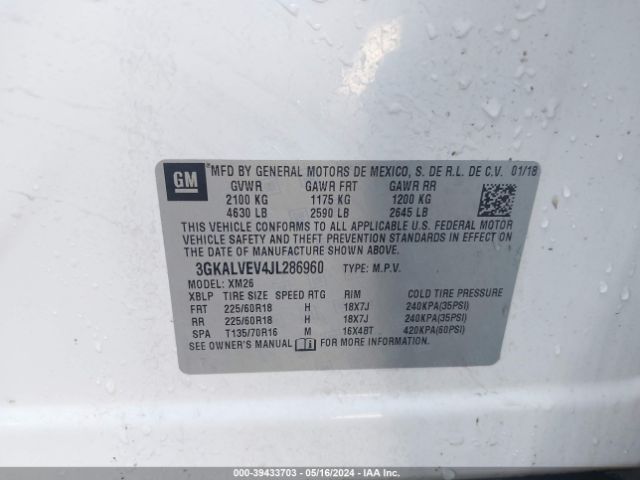 GM *MFD BY GENERAL MOTORS DE MEXICO, S. DE R.L. DE C.V. 01/18
GVWR GAWR FRT GAWR RR
2100 KG 1175 KG 1200 KG
4630 LB 2590 LB 2645 LB
THIS VEHICLE CONFORMS TO ALL APPLICABLE U.S. FEDERAL MOTOR
VEHICLE SAFETY AND THEFT PREVENTION STANDARDS IN EFFECT ON
THE DATE OF MANUFACTURE SHOWN ABOVE.
3GKALVEV4JL286960 TYPE: M.P.V.
MODEL: XM26
XBLP TIRE SIZE SPEED RTG RIM COLD TIRE PRESSURE
FRT 225/60R18 H 18X7J 240KPA(35PSI)
RR 225/60R18 H 18X7J 240KPA(35PSI)
SPA T135/70R16 M 16X4BT 420KPA(60PSI)
SEE OWNER'S MANUAL FOR MORE INFORMATION.
000-39433703 - 05/16/2024 - IAA Inc.